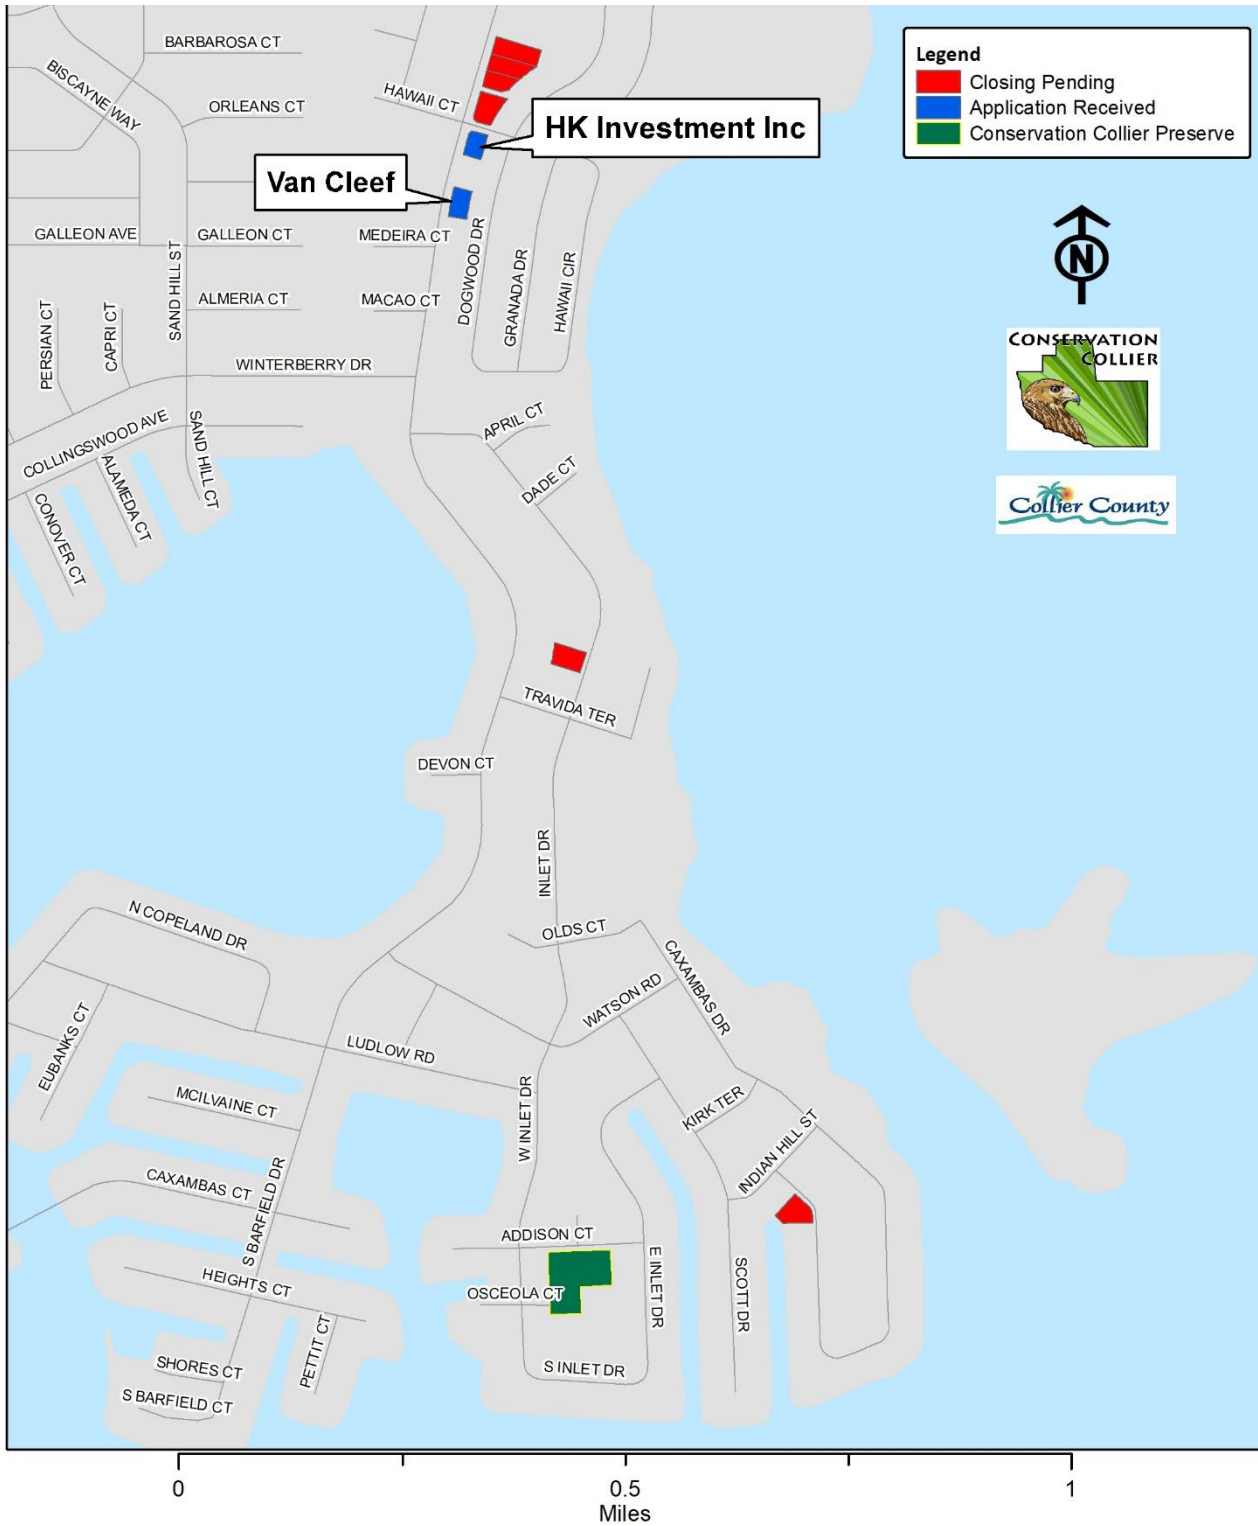 BARBAROSA CT
BISCAYNE WAY
ORLEANS CT
HAWAII CT
HK Investment Inc
Van Cleef
Legend
Closing Pending
Application Received
Conservation Collier Preserve
N
CONSERVATION
COLLIER
Collier County
GALLEON AVE
GALLEON CT
MEDEIRA CT
SAND HILL ST
DOGWOOD DR
GRANADA DR
HAWAII CIR
ALMERIA CT
MACAO CT
PERSIAN CT
CAPRI CT
WINTERBERRY DR
COLLINGSWOOD AVE
SAND HILL CT
APRIL CT
DADE CT
ALAMEDA CT
CONOVER CT
TRAVIDA TER
DEVON CT
INLET DR
N COPELAND DR
OLDS CT
CAXAMBAS DR
WATSON RD
EUBANKS CT
LUDLOW RD
MCILVAINE CT
W INLET DR
KIRK TER
INDIAN HILL ST
CAXAMBAS CT
S BARFIELD DR
ADDISON CT
E INLET DR
SCOTT DR
HEIGHTS CT
OSCEOLA CT
PETTIT CT
SHORES CT
S INLET DR
S BARFIELD CT
0
0.5
1
Miles